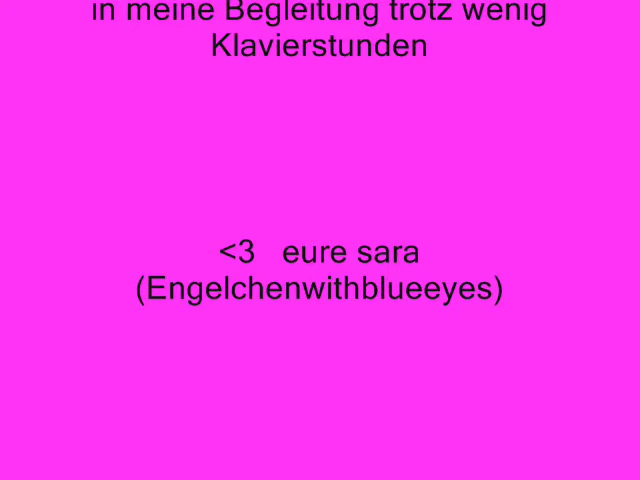 in meine Begleitung trotz wenig
Klavierstunden
<3   eure sara
(Engelchenwithblueeyes)